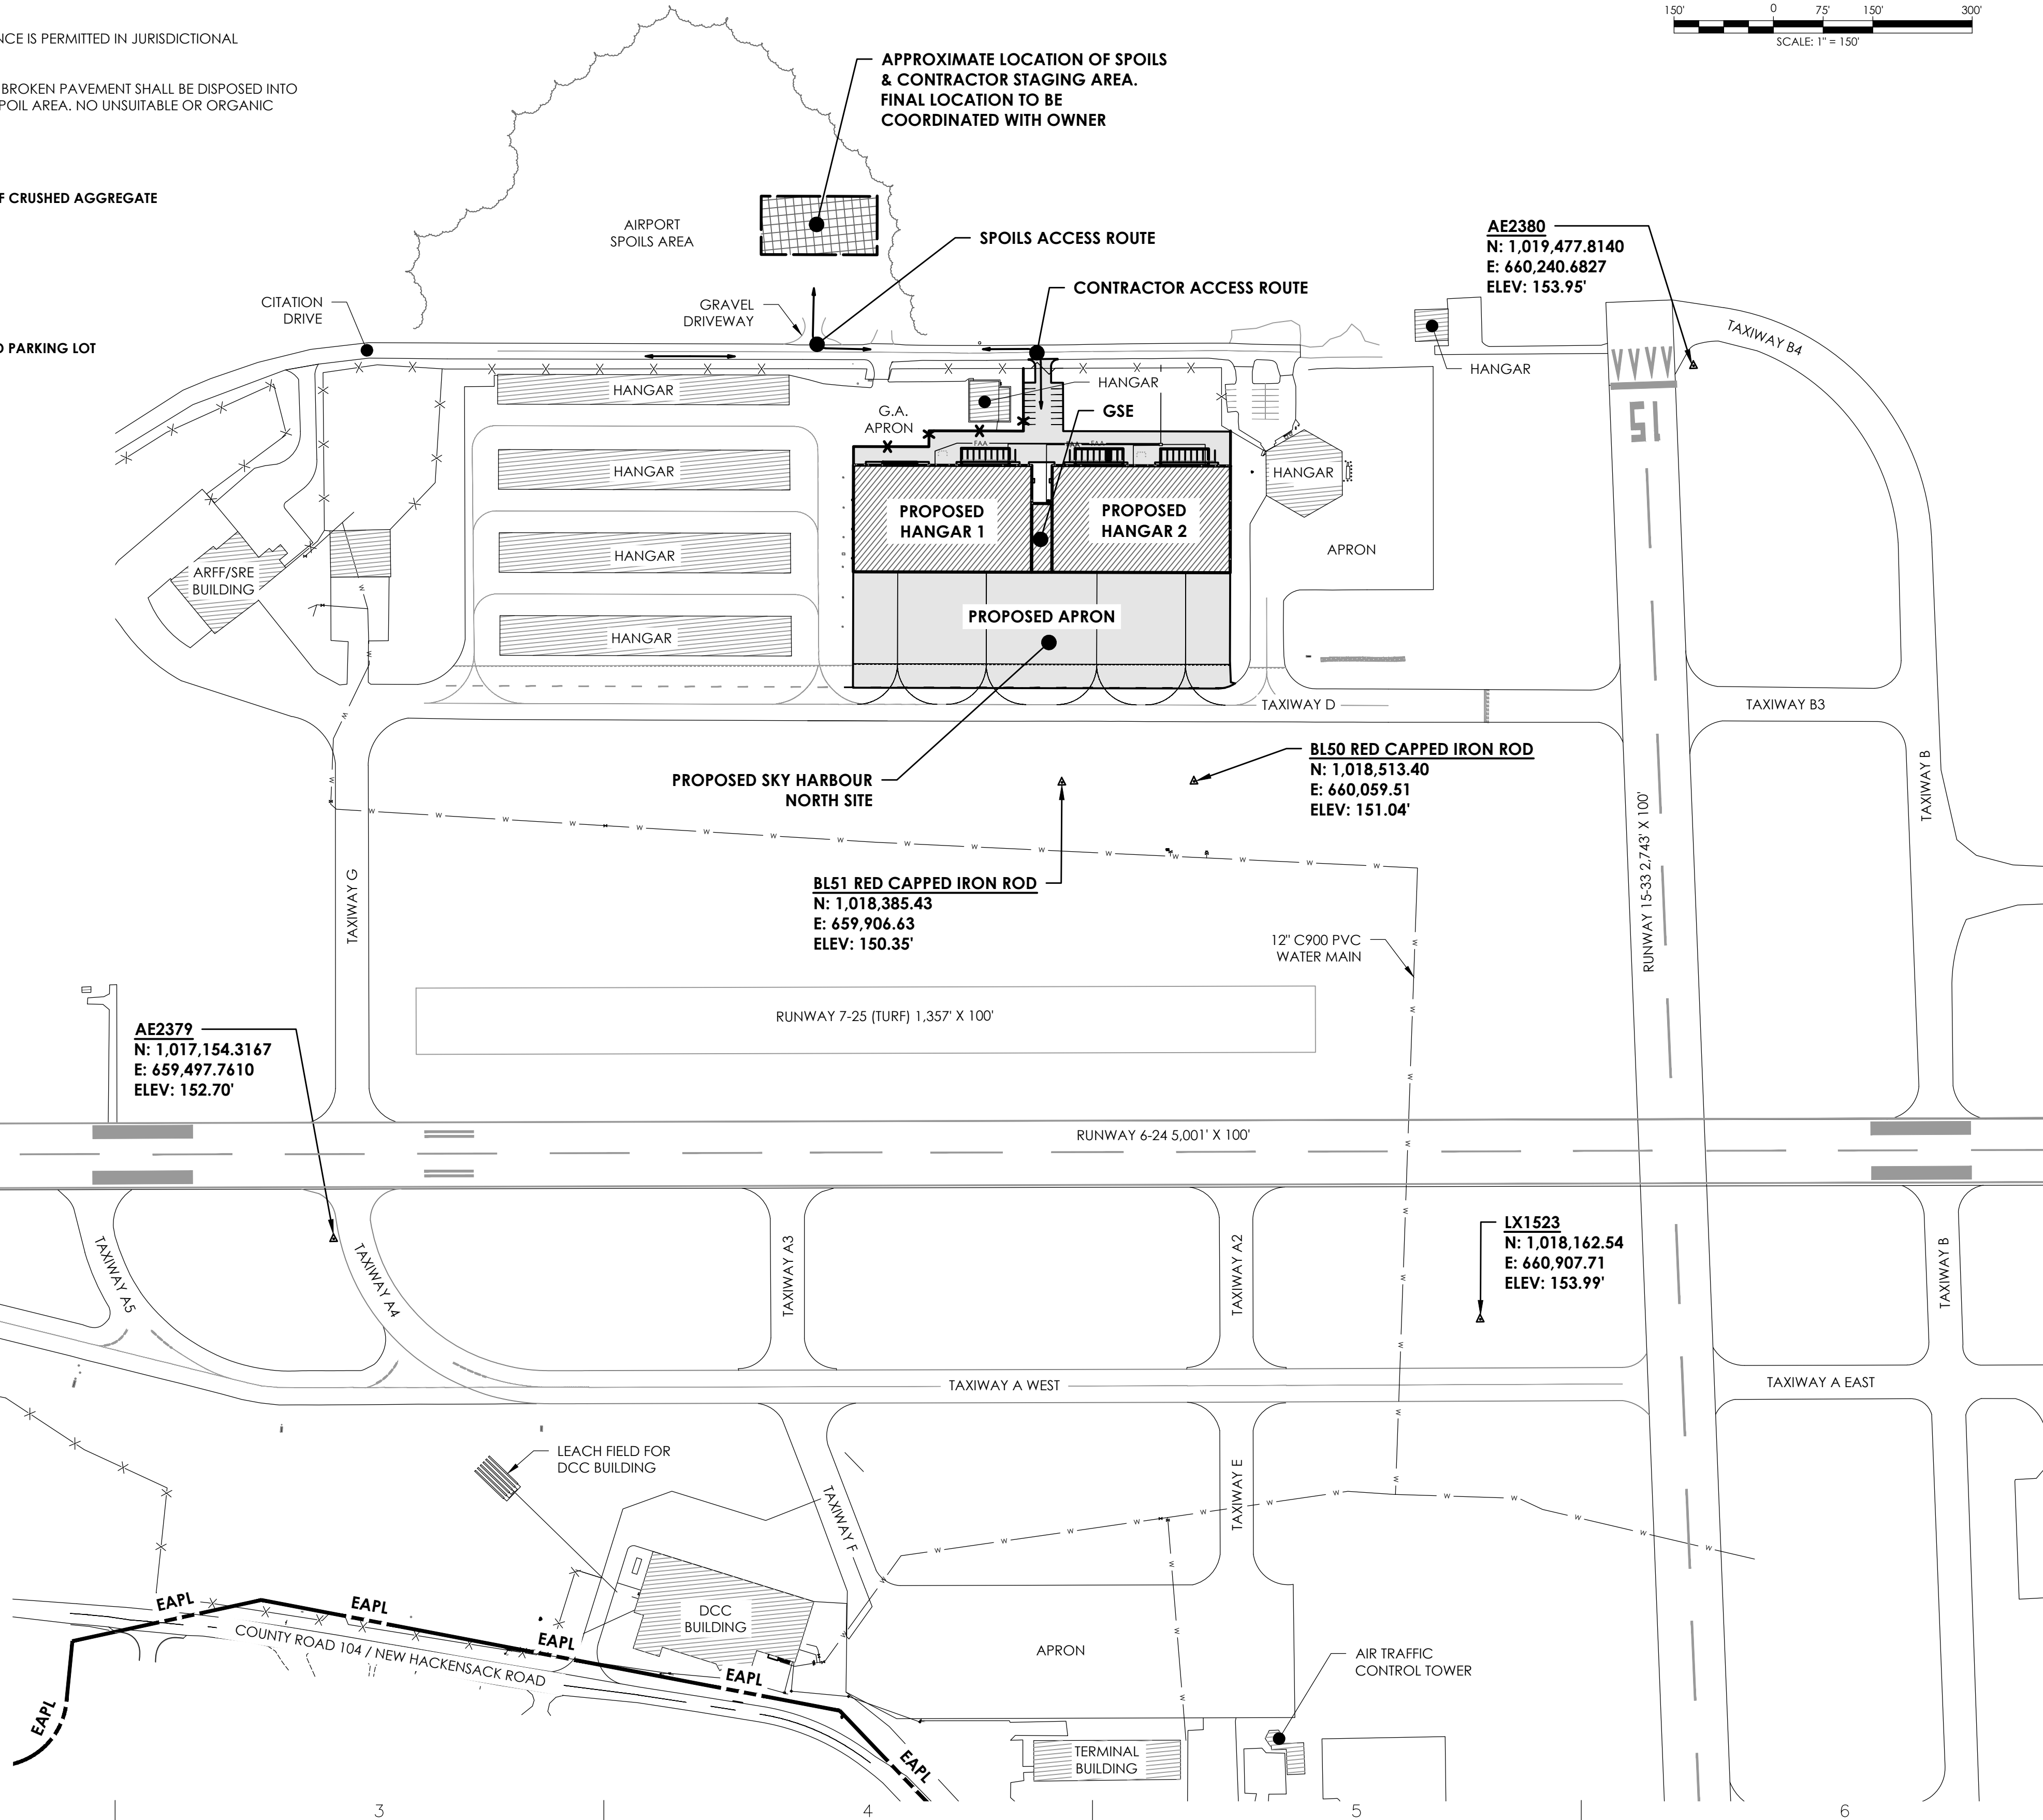 NCE IS PERMITTED IN JURISDICTIONAL
BROKEN PAVEMENT SHALL BE DISPOSED INTO
POIL AREA. NO UNSUITABLE OR ORGANIC
F CRUSHED AGGREGATE
D PARKING LOT
150'
0
75'
150'
300'
SCALE: 1" = 150'
APPROXIMATE LOCATION OF SPOILS
& CONTRACTOR STAGING AREA.
FINAL LOCATION TO BE
COORDINATED WITH OWNER
AIRPORT
SPOILS AREA
SPOILS ACCESS ROUTE
CONTRACTOR ACCESS ROUTE
AE2380
N: 1,019,477.8140
E: 660,240.6827
ELEV: 153.95'
CITATION
DRIVE
GRAVEL
DRIVEWAY
TAXIWAY B4
HANGAR
HANGAR
HANGAR
G.A.
APRON
GSE
15
FAA
FAA
FAA
HANGAR
HANGAR
PROPOSED
HANGAR 1
PROPOSED
HANGAR 2
APRON
HANGAR
ARFF/SRE
BUILDING
PROPOSED APRON
HANGAR
TAXIWAY D
TAXIWAY B3
PROPOSED SKY HARBOUR
NORTH SITE
BL50 RED CAPPED IRON ROD
N: 1,018,513.40
E: 660,059.51
ELEV: 151.04'
TAXIWAY B
RUNWAY 15-33 2,743' X 100'
TAXIWAY G
BL51 RED CAPPED IRON ROD
N: 1,018,385.43
E: 659,906.63
ELEV: 150.35'
12" C900 PVC
WATER MAIN
RUNWAY 7-25 (TURF) 1,357' X 100'
AE2379
N: 1,017,154.3167
E: 659,497.7610
ELEV: 152.70'
RUNWAY 6-24 5,001' X 100'
LX1523
N: 1,018,162.54
E: 660,907.71
ELEV: 153.99'
TAXIWAY A5
TAXIWAY A4
TAXIWAY A3
TAXIWAY A2
TAXIWAY B
TAXIWAY A WEST
TAXIWAY A EAST
LEACH FIELD FOR
DCC BUILDING
TAXIWAY F
TAXIWAY E
EAPL
EAPL
EAPL
EAPL
EAPL
EAPL
COUNTY ROAD 104 / NEW HACKENSACK ROAD
DCC
BUILDING
APRON
AIR TRAFFIC
CONTROL TOWER
TERMINAL
BUILDING
3
4
5
6